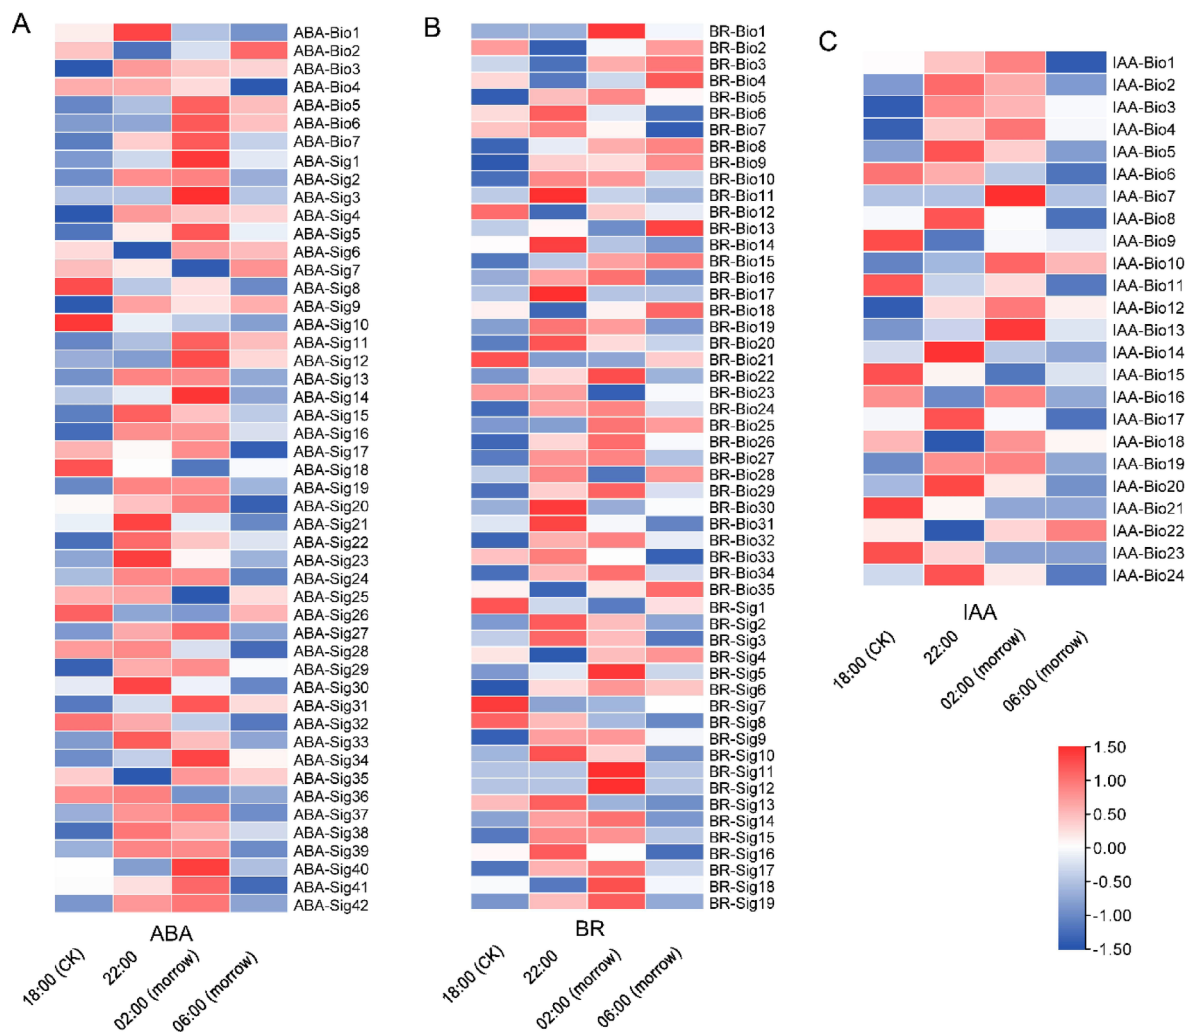 A
ABA-Bio1
ABA-Bio2
ABA-Bio3
ABA-Bio4
ABA-Bio5
ABA-Bio6
ABA-Bio7
ABA-Sig1
ABA-Sig2
ABA-Sig3
ABA-Sig4
ABA-Sig5
ABA-Sig6
ABA-Sig7
ABA-Sig8
ABA-Sig9
ABA-Sig10
ABA-Sig11
ABA-Sig12
ABA-Sig13
ABA-Sig14
ABA-Sig15
ABA-Sig16
ABA-Sig17
ABA-Sig18
ABA-Sig19
ABA-Sig20
ABA-Sig21
ABA-Sig22
ABA-Sig23
ABA-Sig24
ABA-Sig25
ABA-Sig26
ABA-Sig27
ABA-Sig28
ABA-Sig29
ABA-Sig30
ABA-Sig31
ABA-Sig32
ABA-Sig33
ABA-Sig34
ABA-Sig35
ABA-Sig36
ABA-Sig37
ABA-Sig38
ABA-Sig39
ABA-Sig40
ABA-Sig41
ABA-Sig42
ABA
18:00 (CK)
22:00
02:00 (morrow)
06:00 (morrow)
B
BR-Bio1
BR-Bio2
BR-Bio3
BR-Bio4
BR-Bio5
BR-Bio6
BR-Bio7
BR-Bio8
BR-Bio9
BR-Bio10
BR-Bio11
BR-Bio12
BR-Bio13
BR-Bio14
BR-Bio15
BR-Bio16
BR-Bio17
BR-Bio18
BR-Bio19
BR-Bio20
BR-Bio21
BR-Bio22
BR-Bio23
BR-Bio24
BR-Bio25
BR-Bio26
BR-Bio27
BR-Bio28
BR-Bio29
BR-Bio30
BR-Bio31
BR-Bio32
BR-Bio33
BR-Bio34
BR-Bio35
BR-Sig1
BR-Sig2
BR-Sig3
BR-Sig4
BR-Sig5
BR-Sig6
BR-Sig7
BR-Sig8
BR-Sig9
BR-Sig10
BR-Sig11
BR-Sig12
BR-Sig13
BR-Sig14
BR-Sig15
BR-Sig16
BR-Sig17
BR-Sig18
BR-Sig19
BR
18:00 (CK)
22:00
02:00 (morrow)
06:00 (morrow)
C
IAA-Bio1
IAA-Bio2
IAA-Bio3
IAA-Bio4
IAA-Bio5
IAA-Bio6
IAA-Bio7
IAA-Bio8
IAA-Bio9
IAA-Bio10
IAA-Bio11
IAA-Bio12
IAA-Bio13
IAA-Bio14
IAA-Bio15
IAA-Bio16
IAA-Bio17
IAA-Bio18
IAA-Bio19
IAA-Bio20
IAA-Bio21
IAA-Bio22
IAA-Bio23
IAA-Bio24
IAA
18:00 (CK)
22:00
02:00 (morrow)
06:00 (morrow)
1.50
1.00
0.50
0.00
-0.50
-1.00
-1.50